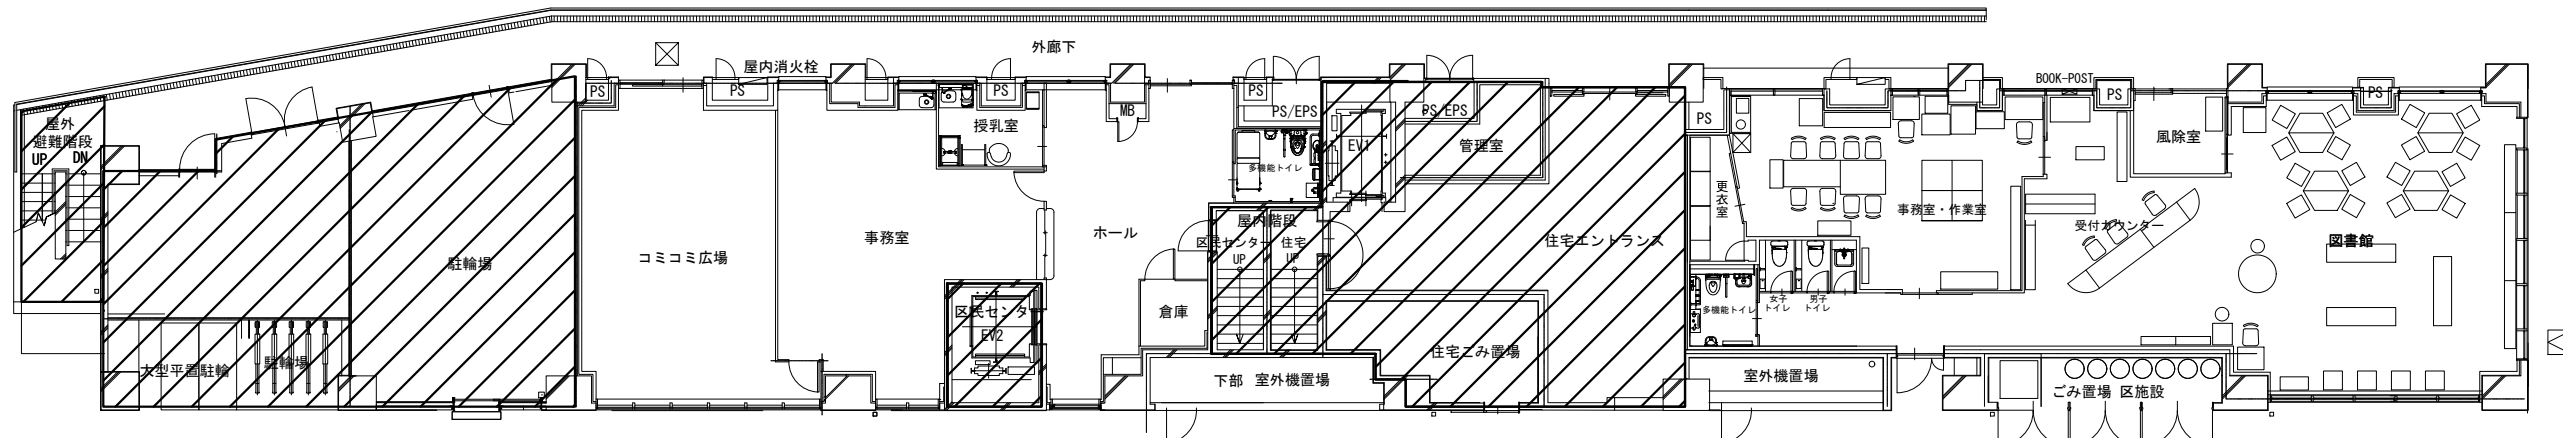 外廊下
屋内消火栓
BOOK-POST
PS
PS
PS
PS
PS
PS
PS
MB
PS/EPS
PS/EPS
PS
屋外
避難階段
UP
DN
授乳室
EV1
管理室
風除室
多機能トイレ
更衣室
事務室・作業室
受付カウンター
図書館
屋内階段
区民センター
住宅
UP
UP
住宅エントランス
ホール
事務室
コミコミ広場
駐輪場
区民センター
EV2
倉庫
多機能トイレ
女子
トイレ
男子
トイレ
大型平置駐輪
駐輪場
住宅ごみ置場
下部 室外機置場
室外機置場
ごみ置場 区施設